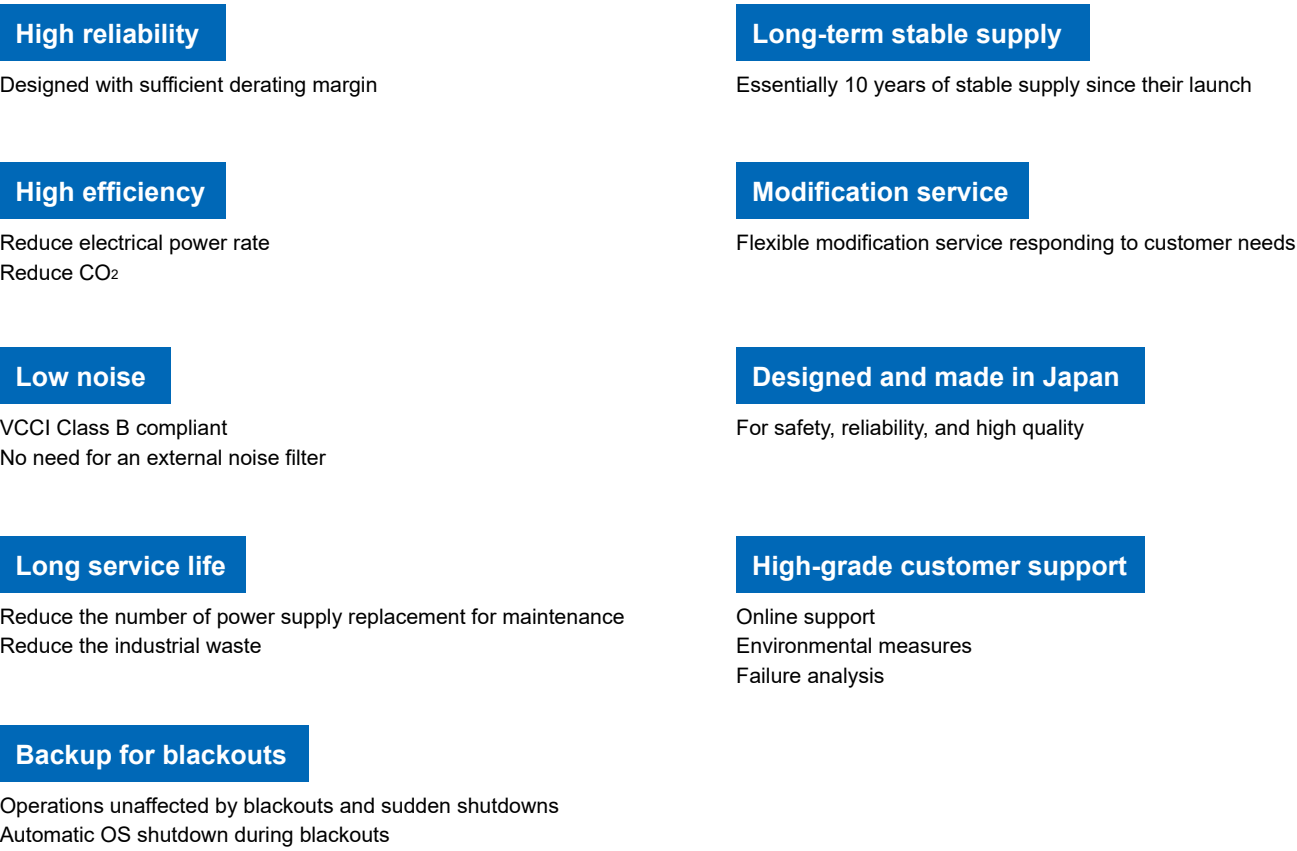 High reliability
Designed with sufficient derating margin
High efficiency
Reduce electrical power rate
Reduce CO2
Low noise
VCCI Class B compliant
No need for an external noise filter
Long service life
Reduce the number of power supply replacement for maintenance
Reduce the industrial waste
Backup for blackouts
Operations unaffected by blackouts and sudden shutdowns
Automatic OS shutdown during blackouts
Long-term stable supply
Essentially 10 years of stable supply since their launch
Modification service
Flexible modification service responding to customer needs
Designed and made in Japan
For safety, reliability, and high quality
High-grade customer support
Online support
Environmental measures
Failure analysis